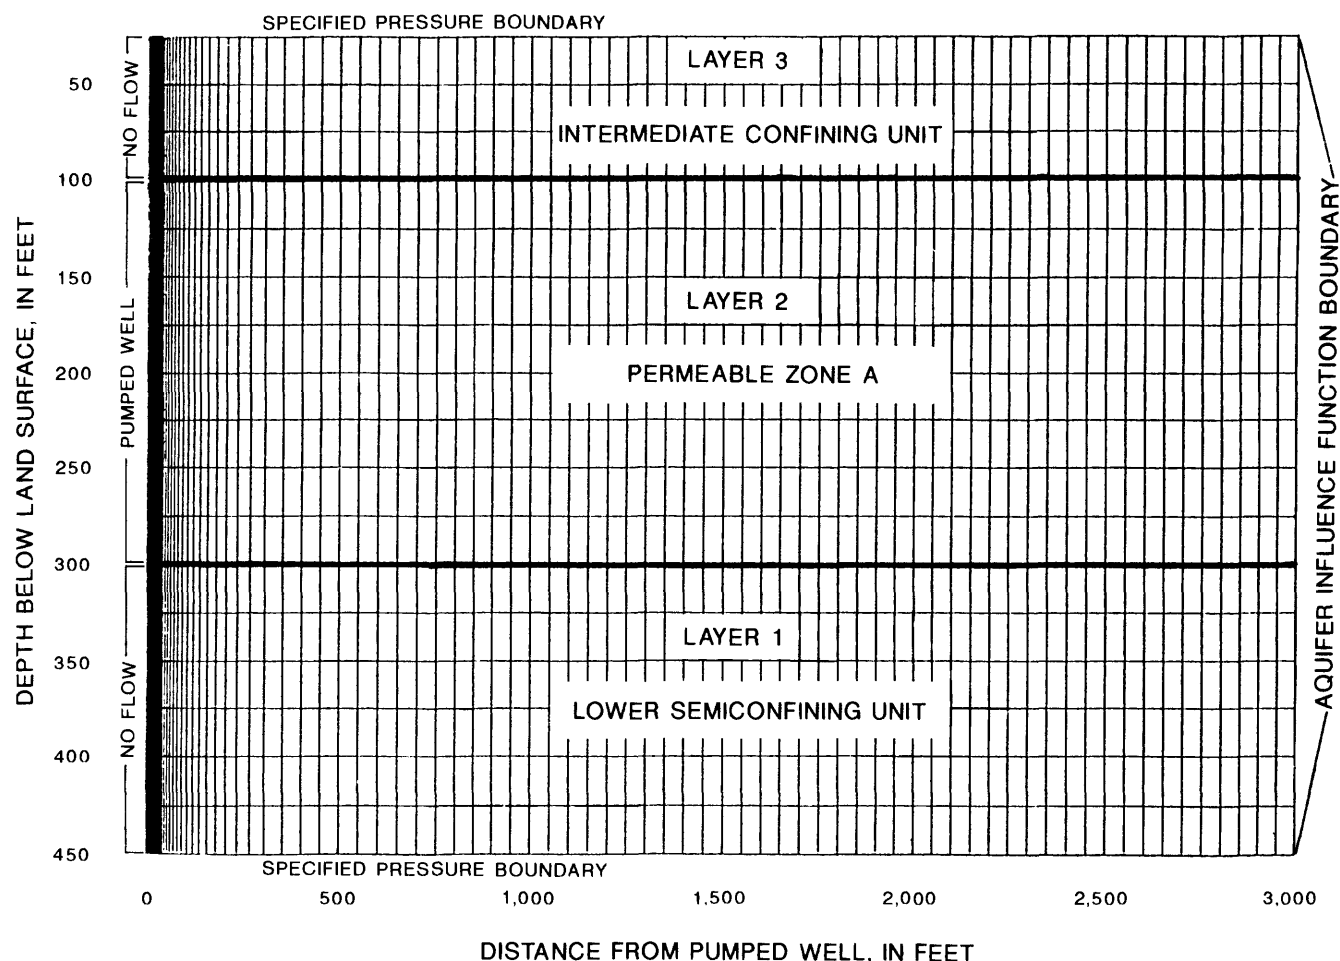 SPECIFIED PRESSURE BOUNDARY
LAYER 3
INTERMEDIATE CONFINING UNIT
LAYER 2
PERMEABLE ZONE A
LAYER 1
LOWER SEMICONFINING UNIT
SPECIFIED PRESSURE BOUNDARY
NO FLOW
PUMPED WELL
NO FLOW
DEPTH BELOW LAND SURFACE, IN FEET
50
100
150
200
250
300
350
400
450
AQUIFER INFLUENCE FUNCTION BOUNDARY
0
500
1,000
1,500
2,000
2,500
3,000
DISTANCE FROM PUMPED WELL, IN FEET